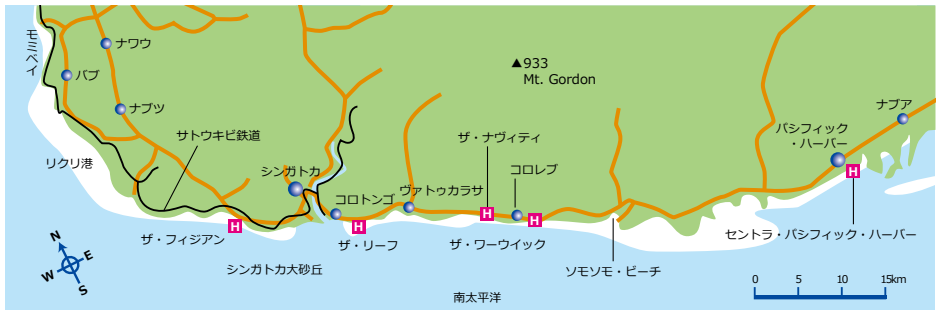 モミベイ
ナワウ
バブ
ナブツ
サトウキビ鉄道
リクリ港
シンガトカ
コロトンゴ
ヴァトゥカラサ
ザ・ナヴィティ
コロレブ
▲933
Mt. Gordon
パシフィック
・ハーバー
ナブア
H
H
H
H
H
ザ・フィジアン
ザ・リーフ
ザ・ワーウイック
ソモソモ・ビーチ
セントラ・パシフィック・ハーバー
シンガトカ大砂丘
南太平洋
N
E
W
S
0 5 10 15km